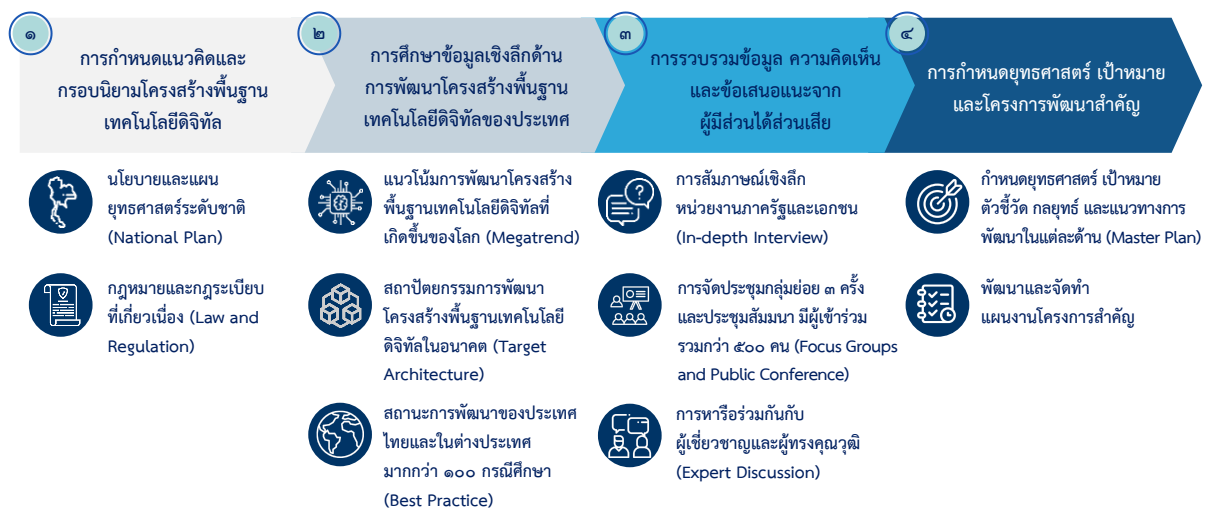 ๑
การกำหนดแนวคิดและ
กรอบนิยามโครงสร้างพื้นฐาน
เทคโนโลยีดิจิทัล
นโยบายและแผน
ยุทธศาสตร์ระดับชาติ
(National Plan)
กฎหมายและกฎระเบียบ
ที่เกี่ยวเนื่อง (Law and
Regulation)
๒
การศึกษาข้อมูลเชิงลึกด้าน
การพัฒนาโครงสร้างพื้นฐาน
เทคโนโลยีดิจิทัลของประเทศ
แนวโน้มการพัฒนาโครงสร้าง
พื้นฐานเทคโนโลยีดิจิทัลที่
เกิดขึ้นของโลก (Megatrend)
สถาปัตยกรรมการพัฒนา
โครงสร้างพื้นฐานเทคโนโลยี
ดิจิทัลในอนาคต (Target
Architecture)
สถานะการพัฒนาของประเทศ
ไทยและในต่างประเทศ
มากกว่า ๑๐๐ กรณีศึกษา
(Best Practice)
๓
การรวบรวมข้อมูล ความคิดเห็น
และข้อเสนอแนะจาก
ผู้มีส่วนได้ส่วนเสีย
การสัมภาษณ์เชิงลึก
หน่วยงานภาครัฐและเอกชน
(In-depth Interview)
การจัดประชุมกลุ่มย่อย ๓ ครั้ง
และประชุมสัมมนา มีผู้เข้าร่วม
รวมกว่า ๕๐๐ คน (Focus Groups
and Public Conference)
การหารือร่วมกันกับ
ผู้เชี่ยวชาญและผู้ทรงคุณวุฒิ
(Expert Discussion)
๔
การกำหนดยุทธศาสตร์ เป้าหมาย
และโครงการพัฒนาสำคัญ
กำหนดยุทธศาสตร์ เป้าหมาย
ตัวชี้วัด กลยุทธ์ และแนวทางการ
พัฒนาในแต่ละด้าน (Master Plan)
พัฒนาและจัดทำ
แผนงานโครงการสำคัญ